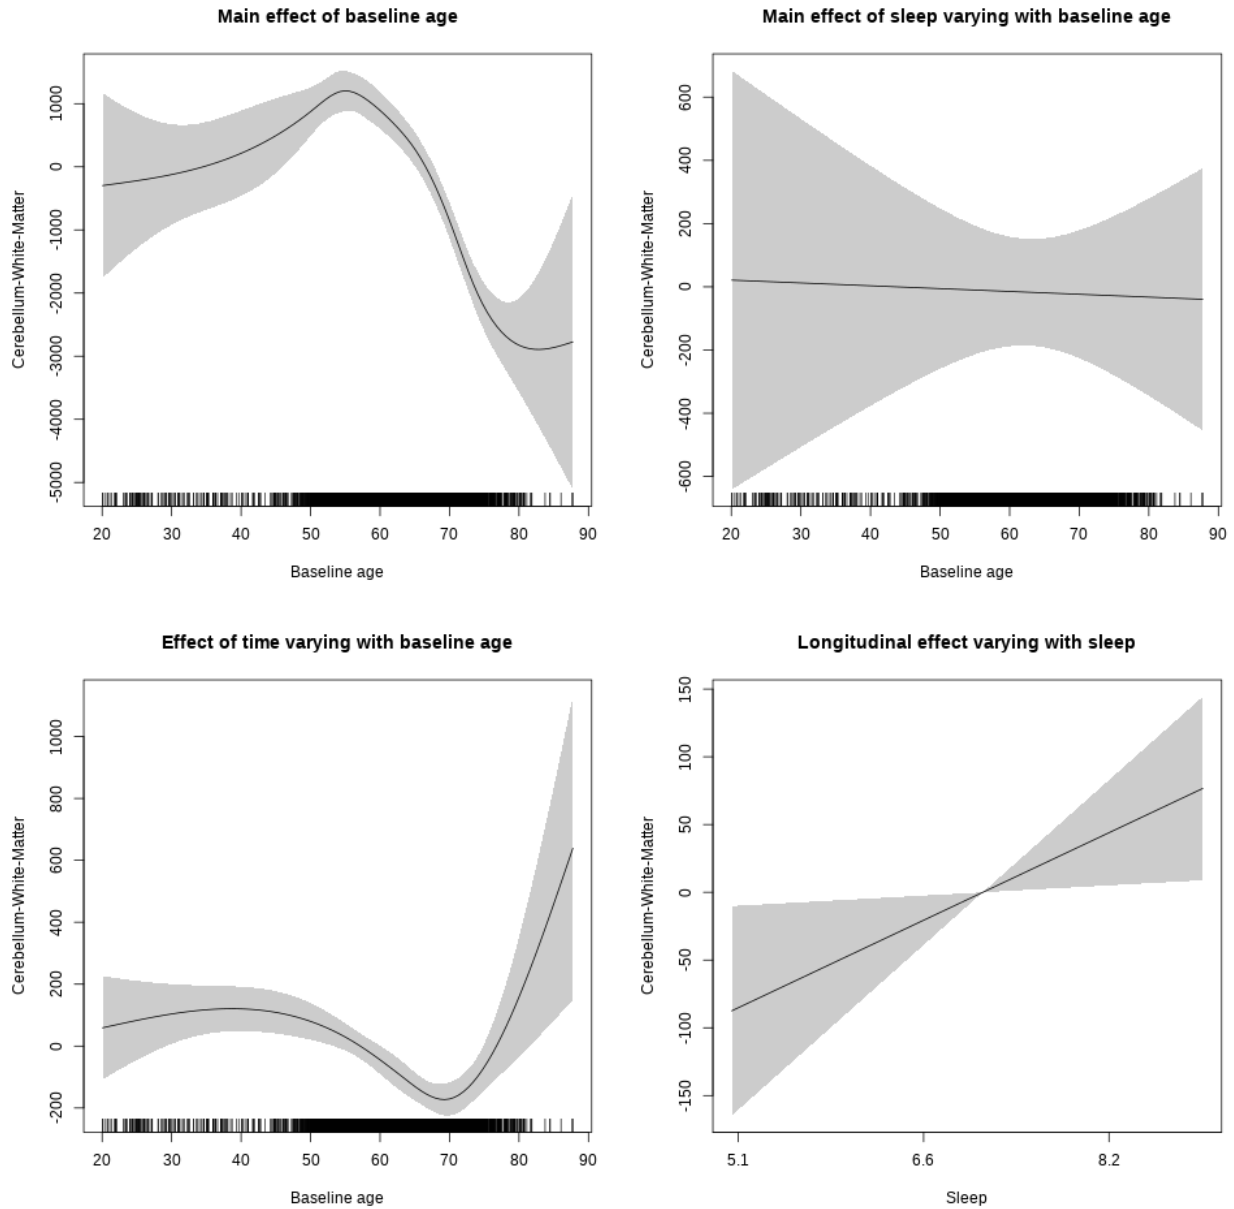 Main effect of baseline age
Cerebellum-White-Matter
1000
0
-1000
-2000
-3000
-4000
-5000
20 30 40 50 60 70 80 90
Baseline age
Main effect of sleep varying with baseline age
Cerebellum-White-Matter
600
400
200
0
-200
-400
-600
20 30 40 50 60 70 80 90
Baseline age
Effect of time varying with baseline age
Cerebellum-White-Matter
1000
800
600
400
200
0
-200
20 30 40 50 60 70 80 90
Baseline age
Longitudinal effect varying with sleep
Cerebellum-White-Matter
150
100
50
0
-50
-100
-150
5.1 6.6 8.2
Sleep